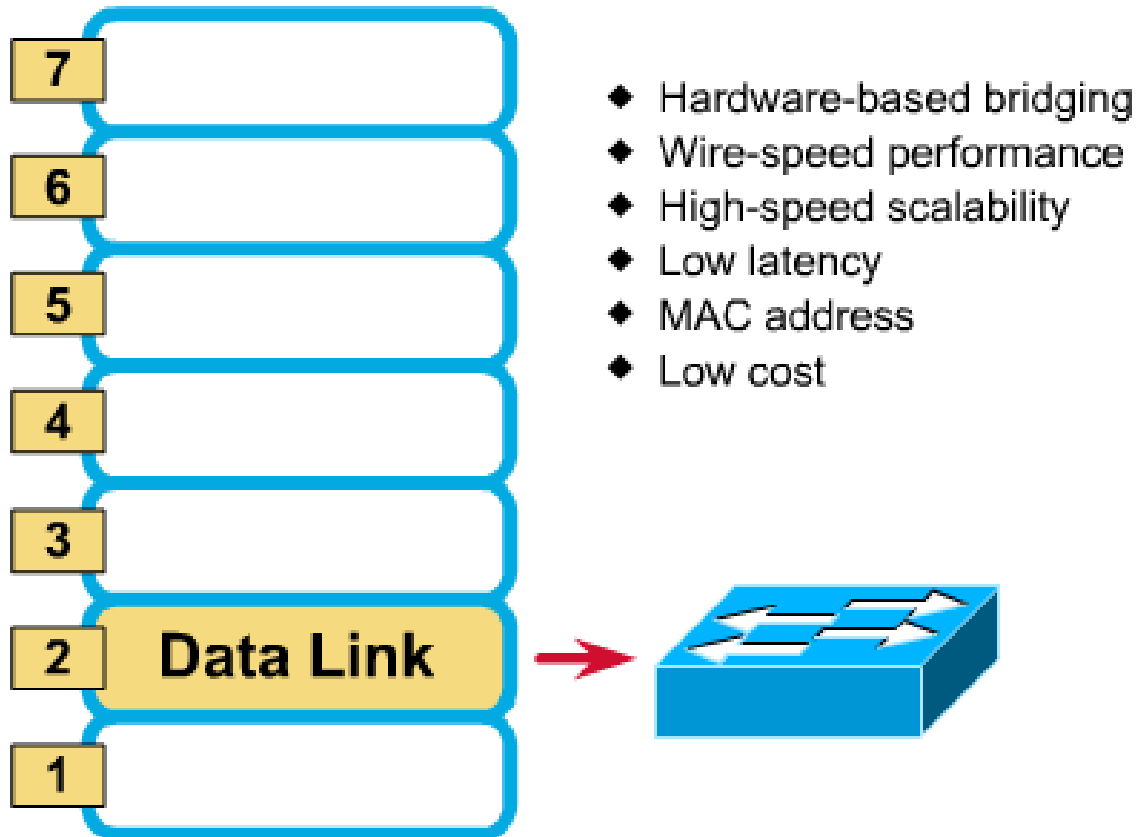 7
6
5
4
3
2 Data Link
1
◆ Hardware-based bridging
◆ Wire-speed performance
◆ High-speed scalability
◆ Low latency
◆ MAC address
◆ Low cost